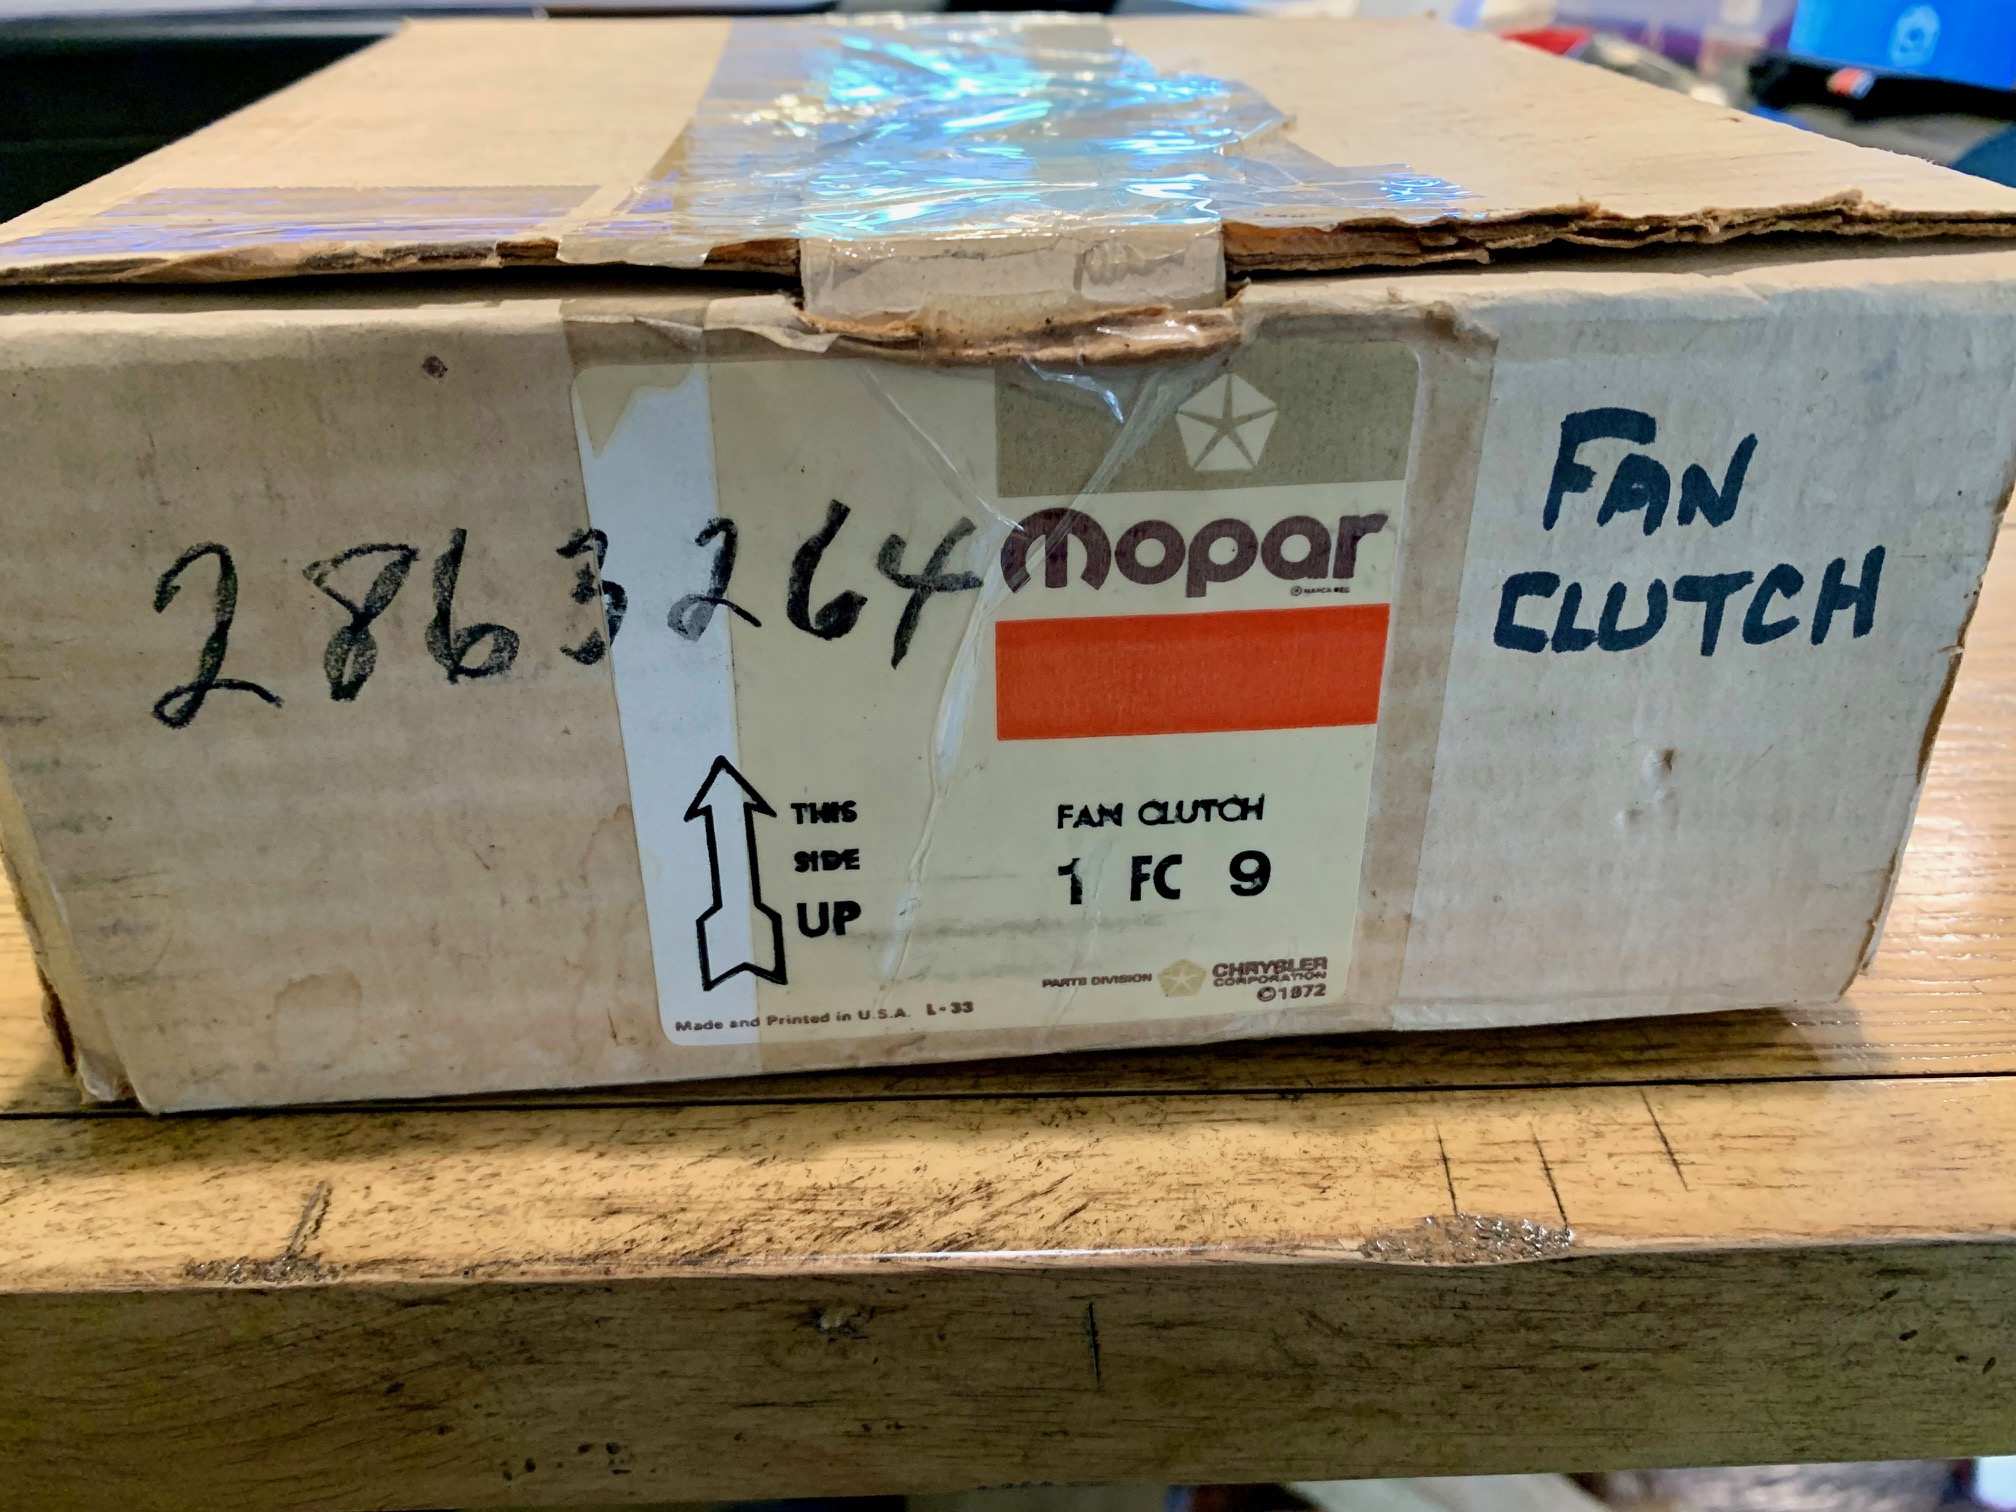 2863264
mopar
FAN
CLUTCH
THIS
SIDE
UP
FAN CLUTCH
1 FC 9
PARTS DIVISION
CHRYSLER
CORPORATION
©1972
Made and Printed in U.S.A. L-33